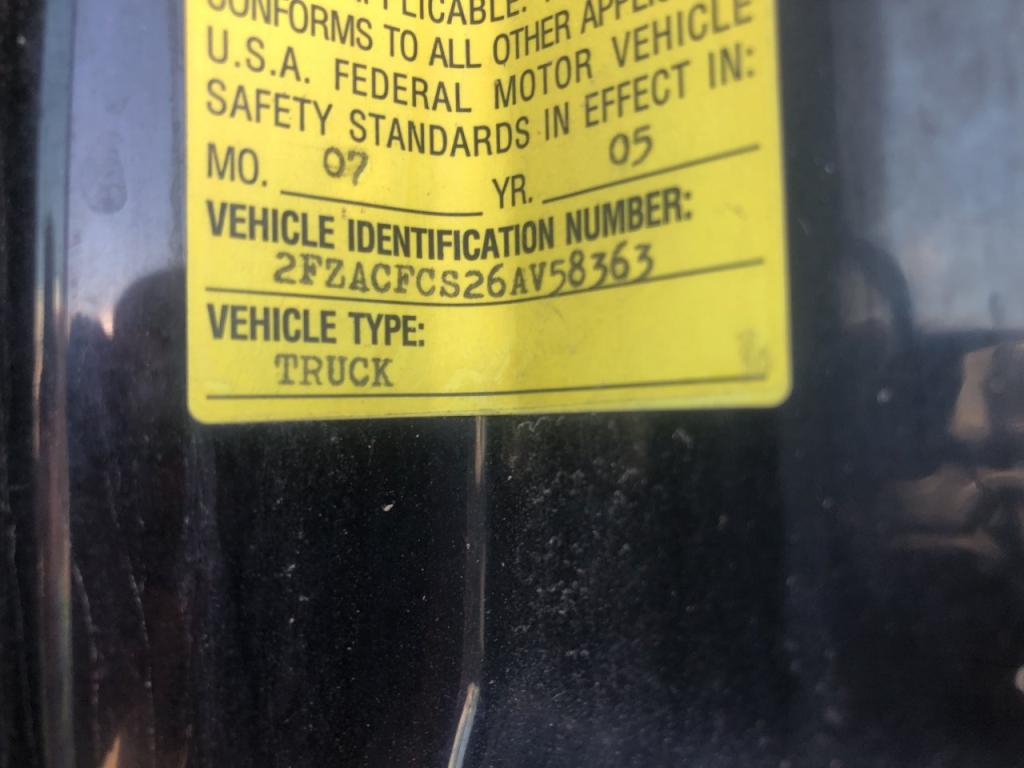 APPLICABLE.
CONFORMS TO ALL OTHER
U.S.A. FEDERAL MOTOR VEHICLE
SAFETY STANDARDS IN EFFECT IN:
MO. 07 YR. 05
VEHICLE IDENTIFICATION NUMBER:
2FZACFCS26AV58363
VEHICLE TYPE:
TRUCK